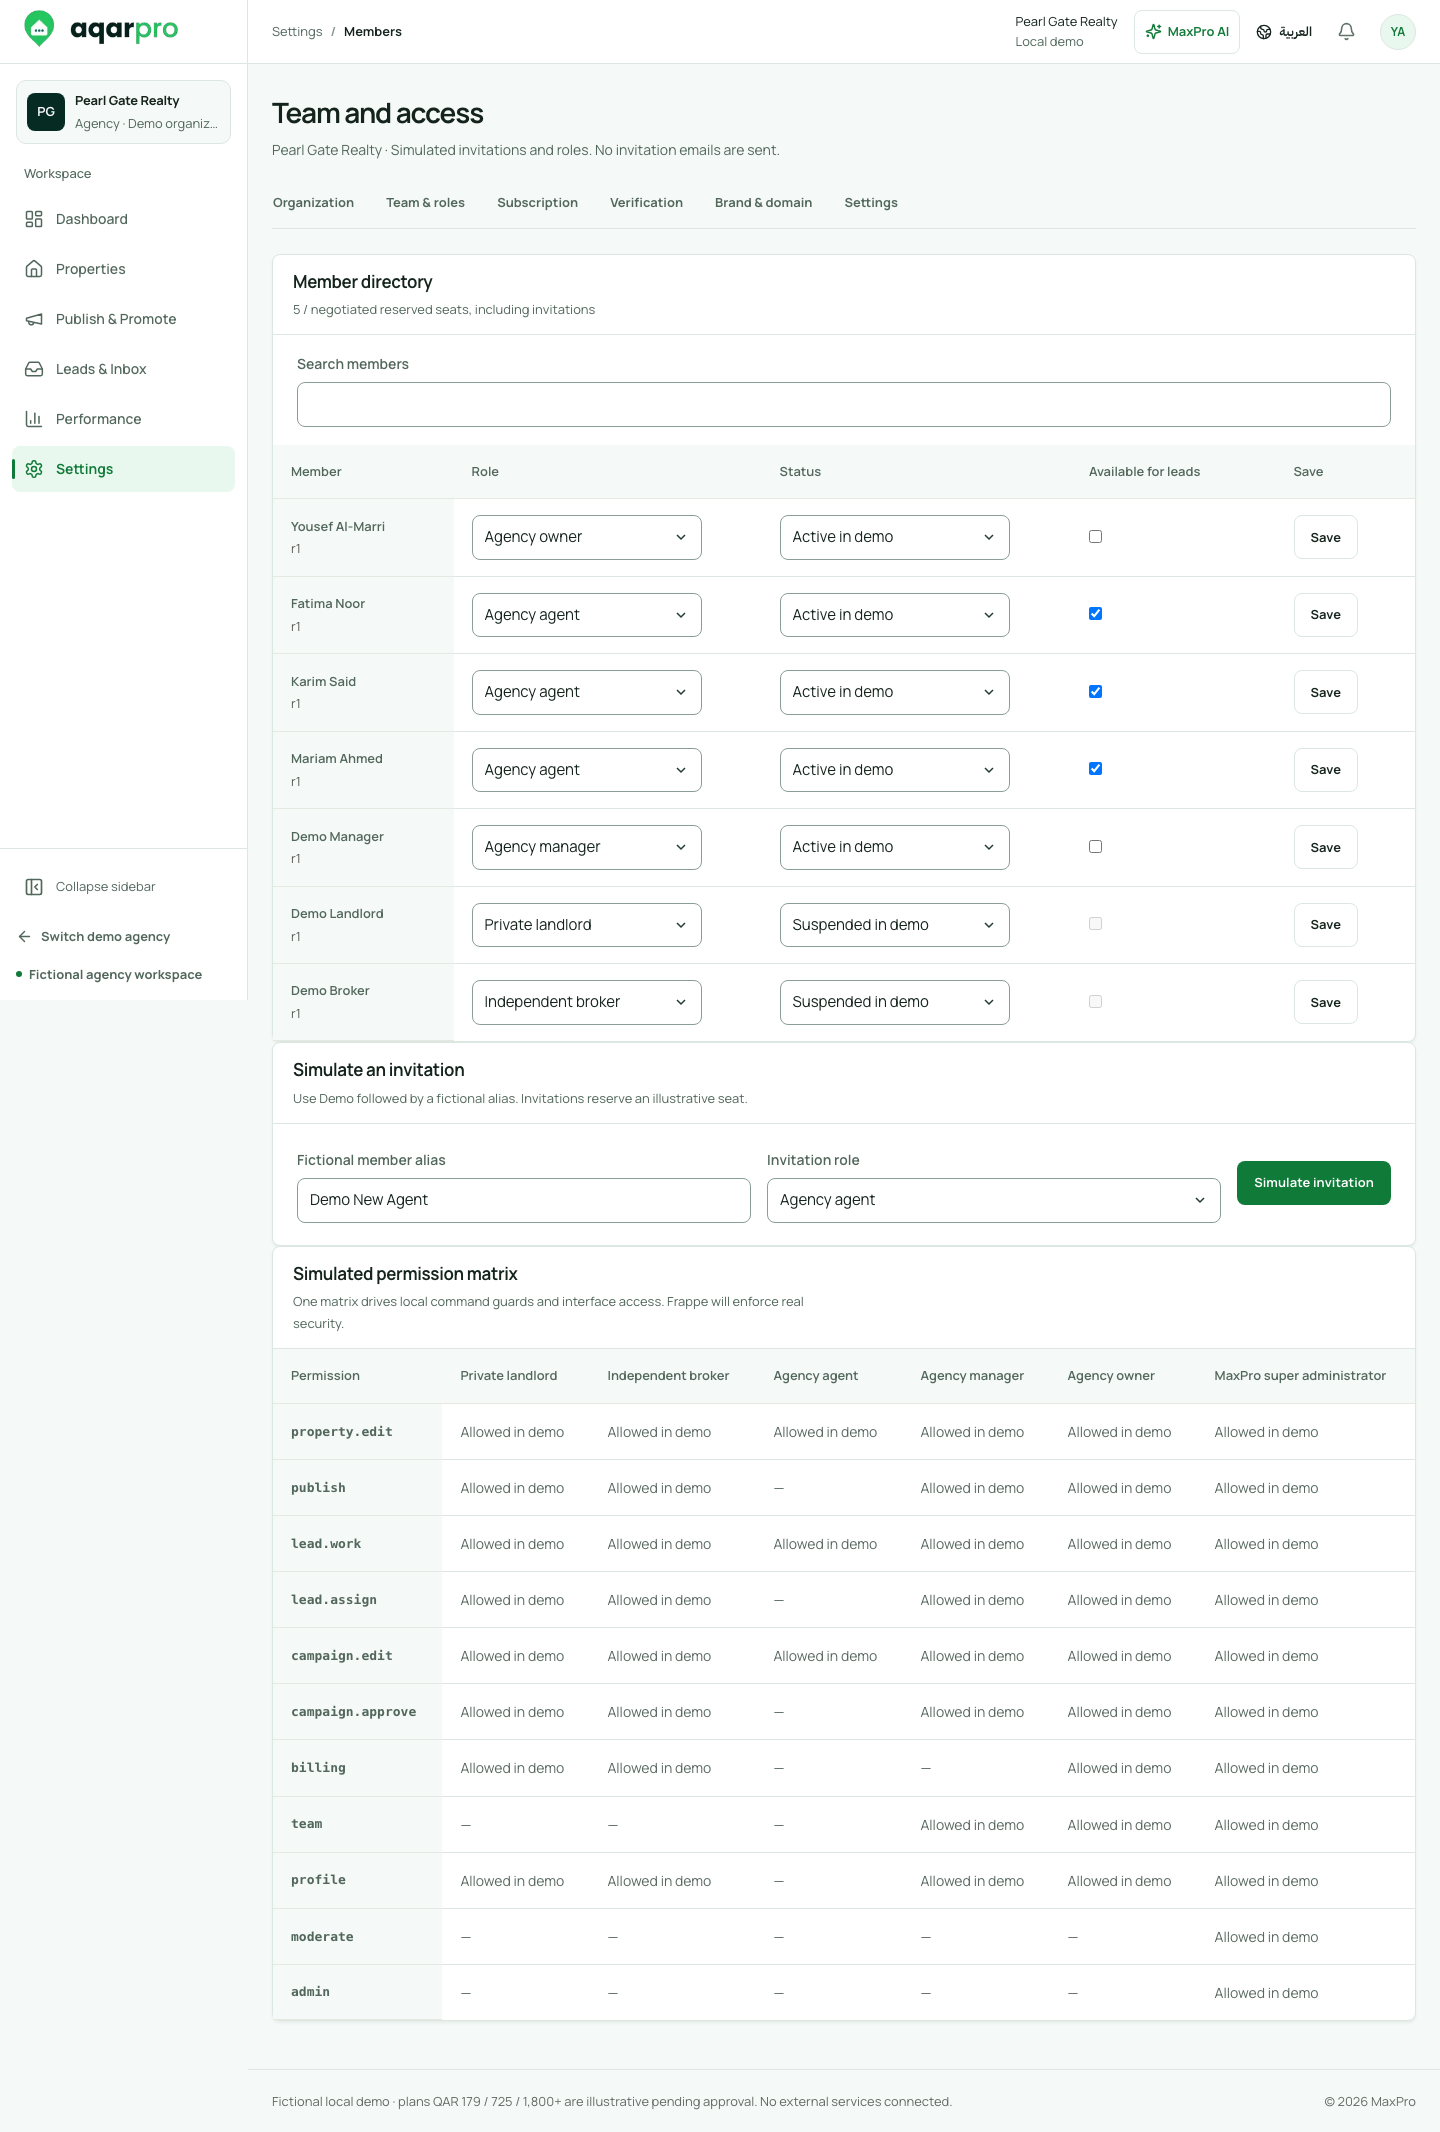 aqarpro
Settings / Members
Pearl Gate Realty
Local demo
MaxPro AI
العربية
YA
PG
Pearl Gate Realty
Agency · Demo organiz...
Workspace
Dashboard
Properties
Publish & Promote
Leads & Inbox
Performance
Settings
Collapse sidebar
Switch demo agency
Fictional agency workspace
Team and access
Pearl Gate Realty · Simulated invitations and roles. No invitation emails are sent.
Organization Team & roles Subscription Verification Brand & domain Settings
Member directory
5 / negotiated reserved seats, including invitations
Search members
Member Role Status Available for leads Save
Yousef Al-Marri
r1
Agency owner Active in demo Save
Fatima Noor
r1
Agency agent Active in demo Save
Karim Said
r1
Agency agent Active in demo Save
Mariam Ahmed
r1
Agency agent Active in demo Save
Demo Manager
r1
Agency manager Active in demo Save
Demo Landlord
r1
Private landlord Suspended in demo Save
Demo Broker
r1
Independent broker Suspended in demo Save
Simulate an invitation
Use Demo followed by a fictional alias. Invitations reserve an illustrative seat.
Fictional member alias Invitation role
Demo New Agent Agency agent Simulate invitation
Simulated permission matrix
One matrix drives local command guards and interface access. Frappe will enforce real
security.
Permission Private landlord Independent broker Agency agent Agency manager Agency owner MaxPro super administrator
property.edit Allowed in demo Allowed in demo Allowed in demo Allowed in demo Allowed in demo Allowed in demo
publish Allowed in demo Allowed in demo — Allowed in demo Allowed in demo Allowed in demo
lead.work Allowed in demo Allowed in demo Allowed in demo Allowed in demo Allowed in demo Allowed in demo
lead.assign Allowed in demo Allowed in demo — Allowed in demo Allowed in demo Allowed in demo
campaign.edit Allowed in demo Allowed in demo Allowed in demo Allowed in demo Allowed in demo Allowed in demo
campaign.approve Allowed in demo Allowed in demo — Allowed in demo Allowed in demo Allowed in demo
billing Allowed in demo Allowed in demo — — Allowed in demo Allowed in demo
team — — — Allowed in demo Allowed in demo Allowed in demo
profile Allowed in demo Allowed in demo — Allowed in demo Allowed in demo Allowed in demo
moderate — — — — — Allowed in demo
admin — — — — — Allowed in demo
Fictional local demo · plans QAR 179 / 725 / 1,800+ are illustrative pending approval. No external services connected.
© 2026 MaxPro